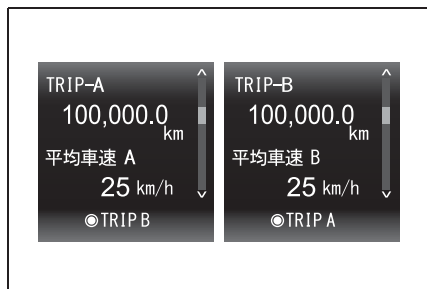 TRIP-A
100,000.0
km
平均車速 A
25 km/h
◉TRIP B
TRIP-B
100,000.0
km
平均車速 B
25 km/h
◉TRIP A